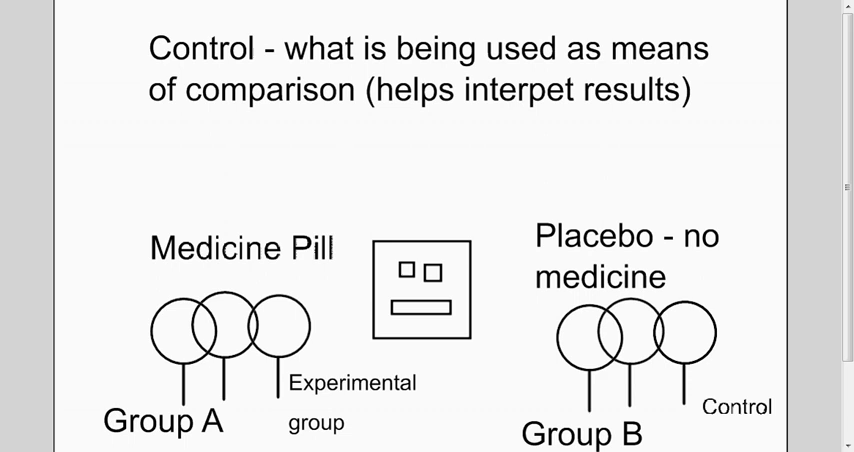 Control - what is being used as means
of comparison (helps interpet results)
Medicine Pill
Placebo - no
medicine
Experimental
group
Group A
Control
Group B